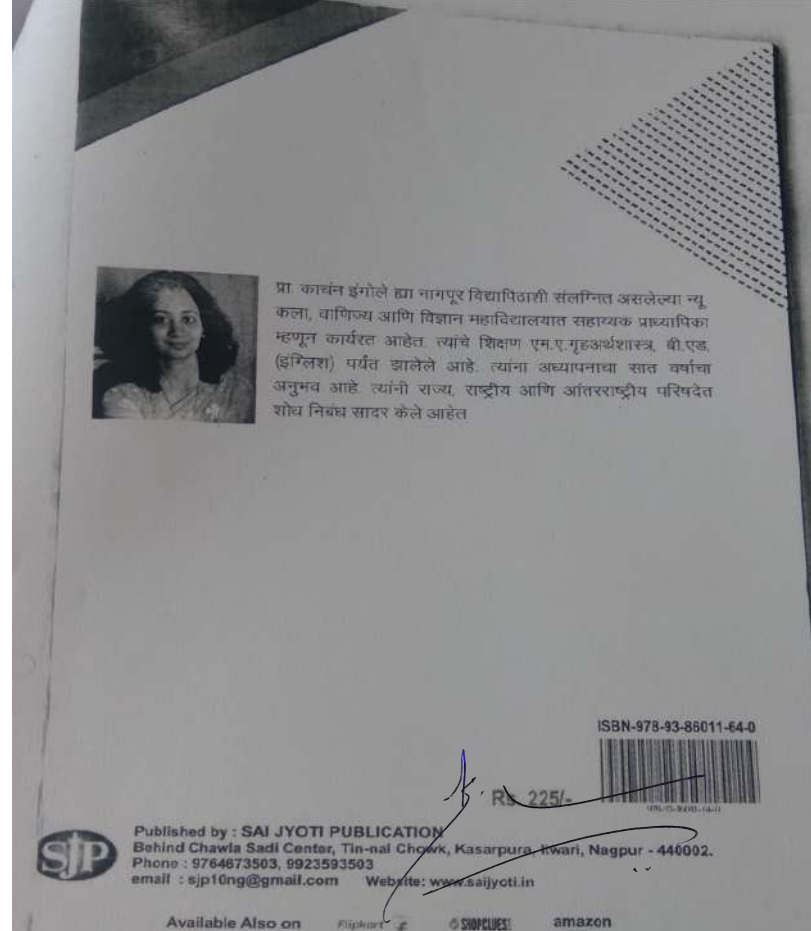 प्रा. काचंन इंगोले ह्या नागपूर विद्यापिठाशी संलग्नित असलेल्या न्यू
कला, वाणिज्य आणि विज्ञान महाविद्यालयात सहाय्यक प्राध्यापिका
म्हणून कार्यरत आहेत. त्यांचे शिक्षण एम.ए.गृहअर्थशास्त्र, बी.एड.
(इंग्लिश) पर्यंत झालेले आहे. त्यांना अध्यापनाचा सात वर्षाचा
अनुभव आहे. त्यांनी राज्य, राष्ट्रीय आणि आंतरराष्ट्रीय परिषदेत
शोध निबंध सादर केले आहेत
ISBN-978-93-86011-64-0
Rs. 225/-
SJP
Published by : SAI JYOTI PUBLICATION
Behind Chawla Sadi Center, Tin-nal Chowk, Kasarpura, Itwari, Nagpur - 440002.
Phone : 9764673503, 9923593503
email : sjp10ng@gmail.com Website: www.saijyoti.in
Available Also on Flipkart SHOPCLUES amazon